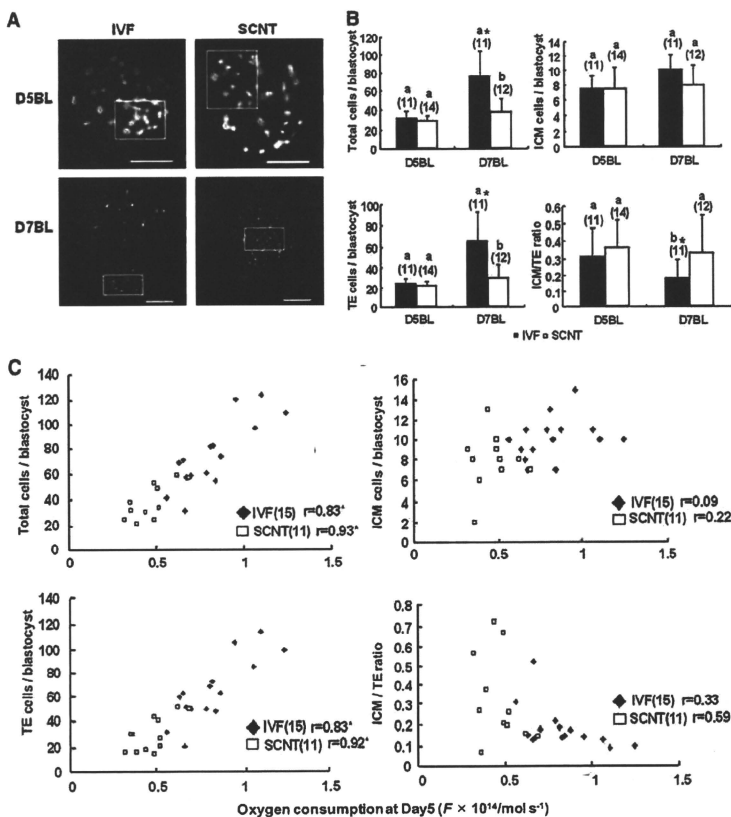 A
IVF
SCNT
D5BL
D7BL
B
Total cells / blastocyst
120
100
80
60
40
20
a
(11)
a
(14)
a*
(11)
b
(12)
D5BL
D7BL
ICM cells / blastocyst
14
12
10
8
6
4
2
0
a
(11)
a
(14)
a
(11)
a
(12)
D5BL
D7BL
TE cells / blastocyst
100
80
60
40
20
a
(11)
a
(14)
a*
(11)
b
(12)
D5BL
D7BL
ICM/TE ratio
0.6
0.5
0.4
0.3
0.2
0.1
0
a
(11)
a
(14)
b*
(11)
a
(12)
D5BL
D7BL
IVF SCNT
C
Total cells / blastocyst
140
120
100
80
60
40
20
0
0
0.5
1
1.5
IVF(15) r=0.83*
SCNT(11) r=0.93*
ICM cells / blastocyst
16
14
12
10
8
6
4
2
0
0
0.5
1
1.5
IVF(15) r=0.09
SCNT(11) r=0.22
TE cells / blastocyst
120
100
80
60
40
20
0
0
0.5
1
1.5
IVF(15) r=0.83*
SCNT(11) r=0.92*
ICM / TE ratio
0.8
0.7
0.6
0.5
0.4
0.3
0.2
0.1
0
0
0.5
1
1.5
IVF(15) r=0.33
SCNT(11) r=0.59
Oxygen consumption at Day5 (F × 10¹⁴/mol s⁻¹)